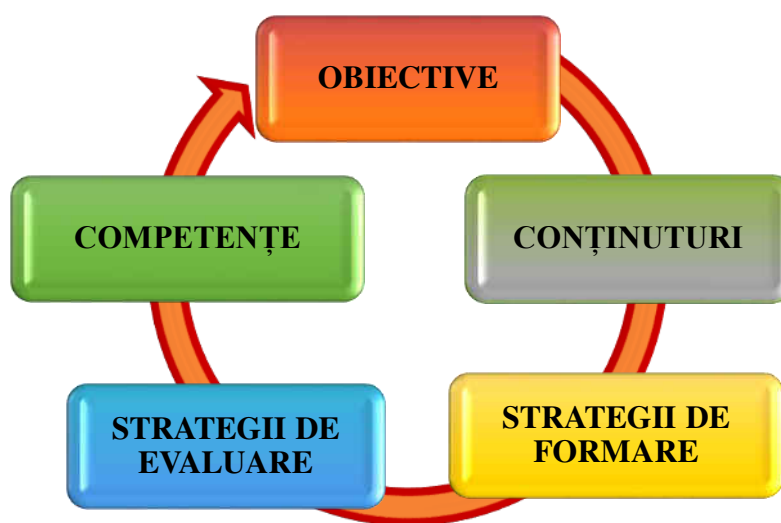 OBIECTIVE
CONȚINUTURI
STRATEGII DE
FORMARE
STRATEGII DE
EVALUARE
COMPETENȚE